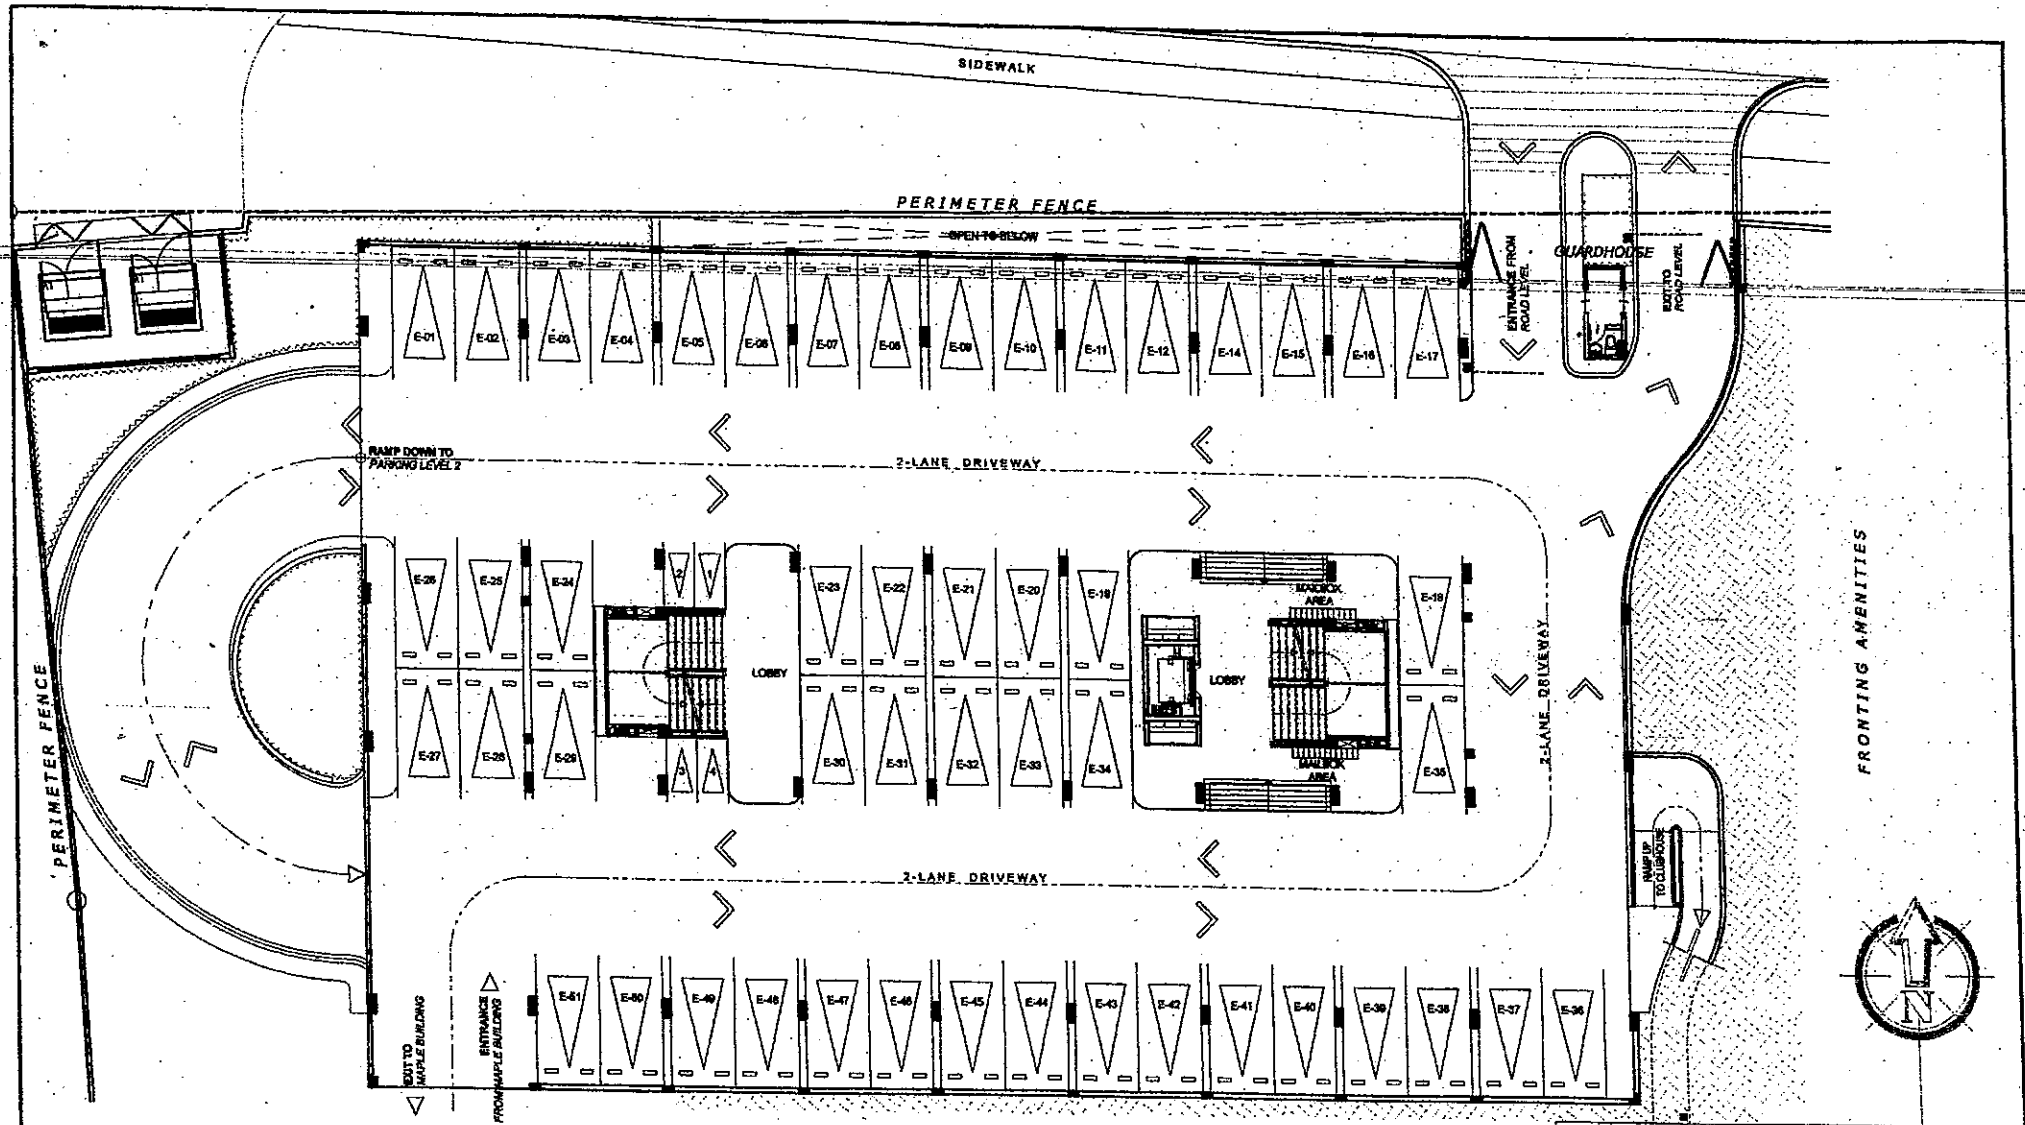 SIDEWALK
PERIMETER FENCE
OPEN TO BELOW
ENTRANCE FROM
ROAD LEVEL
GUARDHOUSE
EXIT TO
ROAD LEVEL
E-01
E-02
E-03
E-04
E-05
E-06
E-07
E-08
E-09
E-10
E-11
E-12
E-14
E-15
E-16
E-17
RAMP DOWN TO
PARKING LEVEL 2
2-LANE DRIVEWAY
E-26
E-25
E-24
2
1
E-23
E-22
E-21
E-20
E-19
MAILBOX
AREA
E-18
LOBBY
LOBBY
2-LANE DRIVEWAY
FRONTING AMENITIES
PERIMETER FENCE
E-27
E-28
E-29
3
4
E-30
E-31
E-32
E-33
E-34
MAILBOX
AREA
E-35
RAMP UP
TO CLUBHOUSE
2-LANE DRIVEWAY
EXIT TO
MAPLE BUILDING
ENTRANCE
FROM MAPLE BUILDING
E-51
E-50
E-49
E-48
E-47
E-46
E-45
E-44
E-43
E-42
E-41
E-40
E-39
E-38
E-37
E-36
N